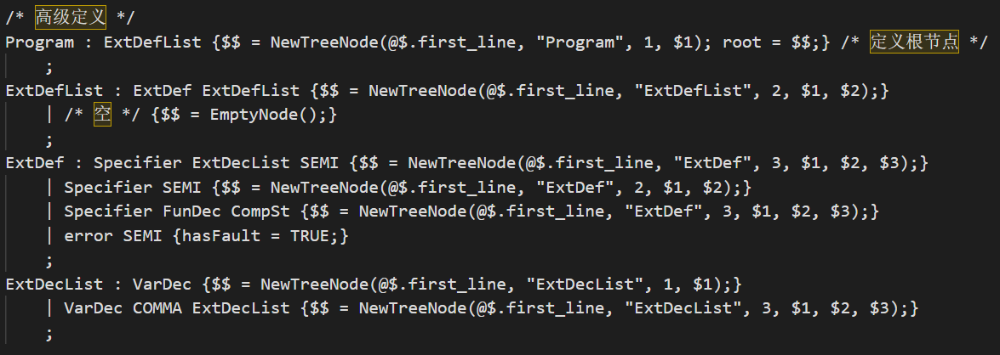 /* 高级定义 */
Program : ExtDefList {$$ = NewTreeNode(@$.first_line, "Program", 1, $1); root = $$;} /* 定义根节点 */
    ;
ExtDefList : ExtDef ExtDefList {$$ = NewTreeNode(@$.first_line, "ExtDefList", 2, $1, $2);}
    | /* 空 */ {$$ = EmptyNode();}
    ;
ExtDef : Specifier ExtDecList SEMI {$$ = NewTreeNode(@$.first_line, "ExtDef", 3, $1, $2, $3);}
    | Specifier SEMI {$$ = NewTreeNode(@$.first_line, "ExtDef", 2, $1, $2);}
    | Specifier FunDec CompSt {$$ = NewTreeNode(@$.first_line, "ExtDef", 3, $1, $2, $3);}
    | error SEMI {hasFault = TRUE;}
    ;
ExtDecList : VarDec {$$ = NewTreeNode(@$.first_line, "ExtDecList", 1, $1);}
    | VarDec COMMA ExtDecList {$$ = NewTreeNode(@$.first_line, "ExtDecList", 3, $1, $2, $3);}
    ;